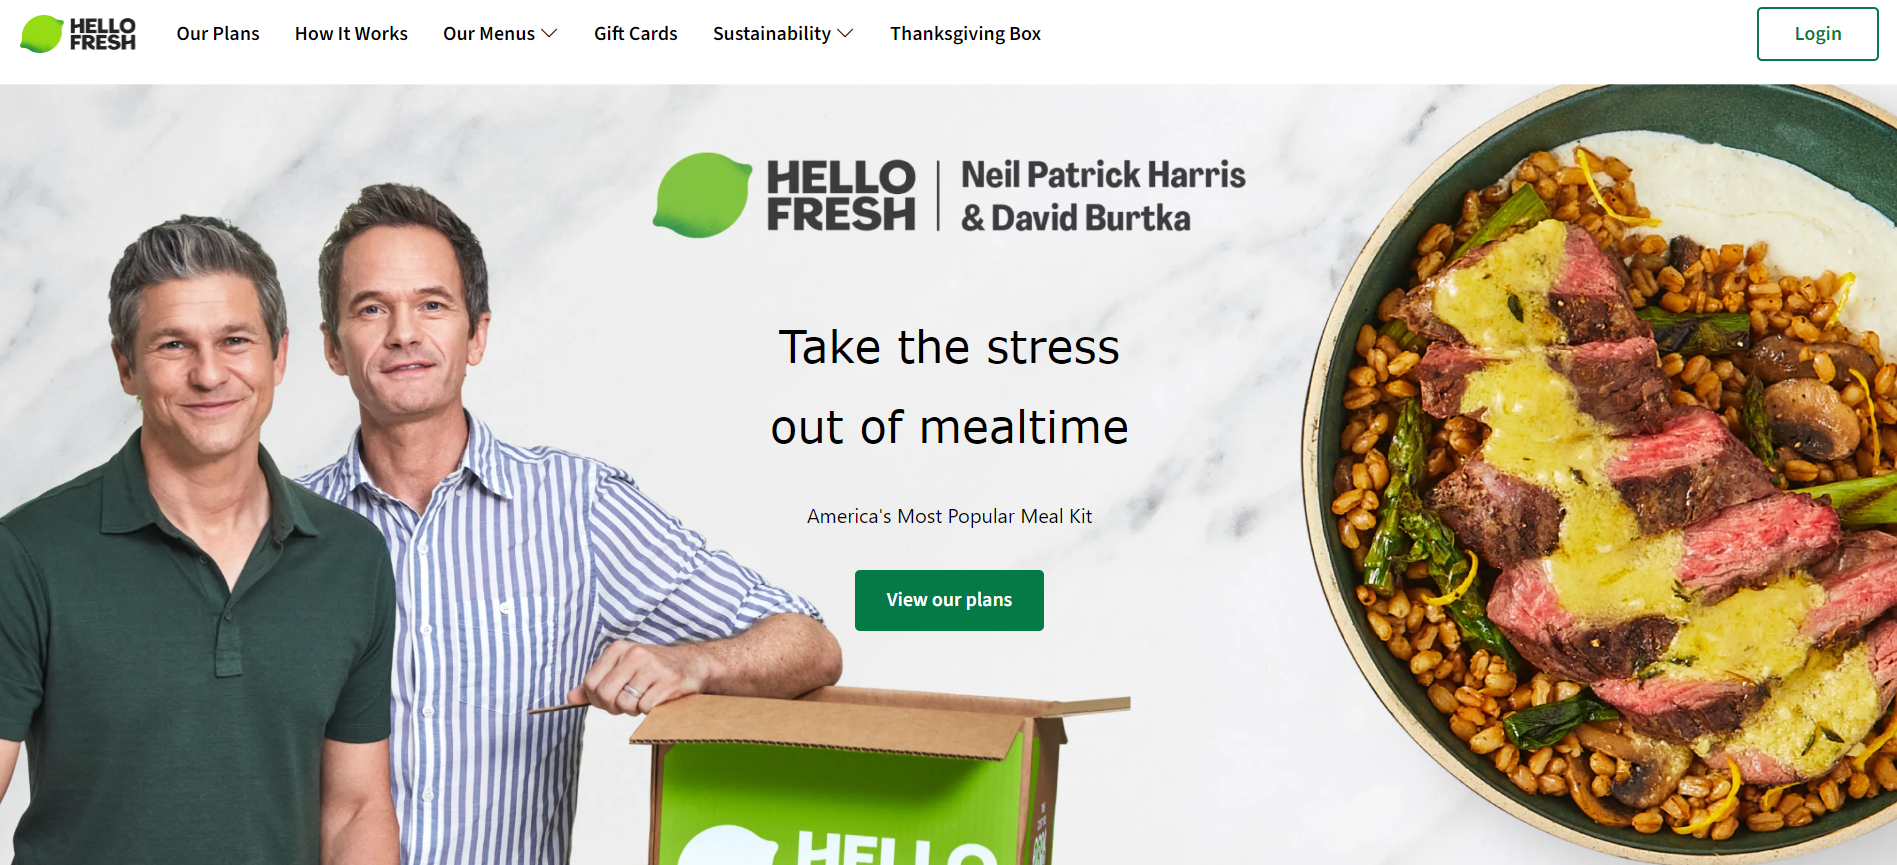 HELLO
FRESH
Our Plans
How It Works
Our Menus
Gift Cards
Sustainability
Thanksgiving Box
Login
HELLO
FRESH
Neil Patrick Harris
& David Burtka
Take the stress
out of mealtime
America's Most Popular Meal Kit
View our plans
HELLO